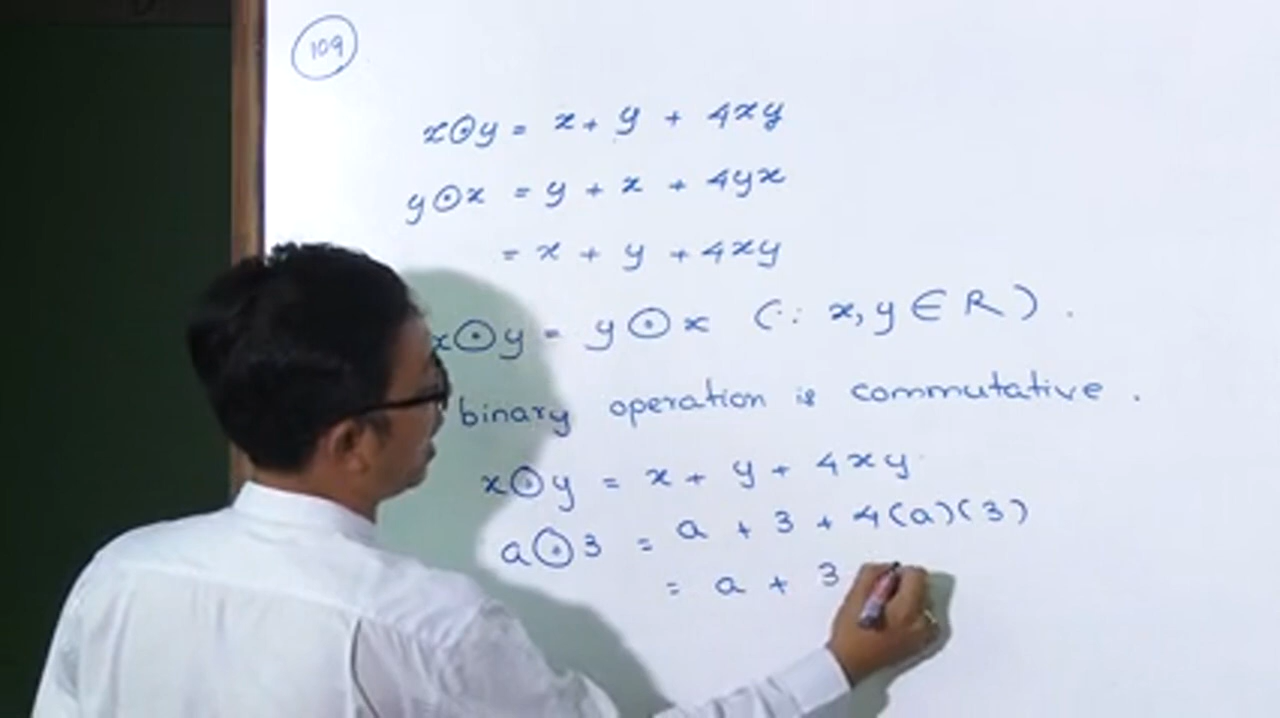 109
x⊙y = x + y + 4xy
y⊙x = y + x + 4yx
= x + y + 4xy
x⊙y = y⊙x (∵ x, y ∈ R).
binary operation is commutative.
x⊙y = x + y + 4xy
a⊙3 = a + 3 + 4(a)(3)
= a + 3